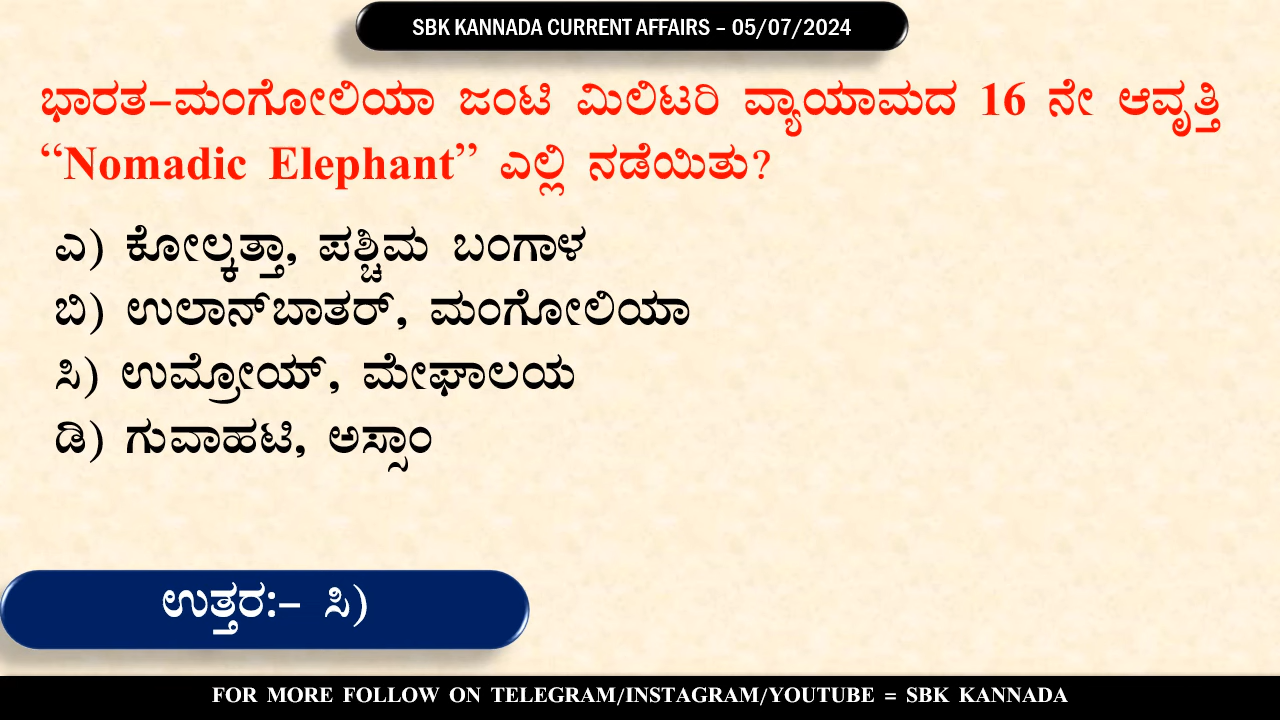 SBK KANNADA CURRENT AFFAIRS – 05/07/2024
ಭಾರತ–ಮಂಗೋಲಿಯಾ ಜಂಟಿ ಮಿಲಿಟರಿ ವ್ಯಾಯಾಮದ 16 ನೇ ಆವೃತ್ತಿ
“Nomadic Elephant” ಎಲ್ಲಿ ನಡೆಯಿತು?
ಎ) ಕೋಲ್ಕತ್ತಾ, ಪಶ್ಚಿಮ ಬಂಗಾಳ
ಬಿ) ಉಲಾನ್‌ಬಾತರ್, ಮಂಗೋಲಿಯಾ
ಸಿ) ಉಮ್ರೋಯ್, ಮೇಘಾಲಯ
ಡಿ) ಗುವಾಹಟಿ, ಅಸ್ಸಾಂ
ಉತ್ತರ:– ಸಿ)
FOR MORE FOLLOW ON TELEGRAM/INSTAGRAM/YOUTUBE = SBK KANNADA